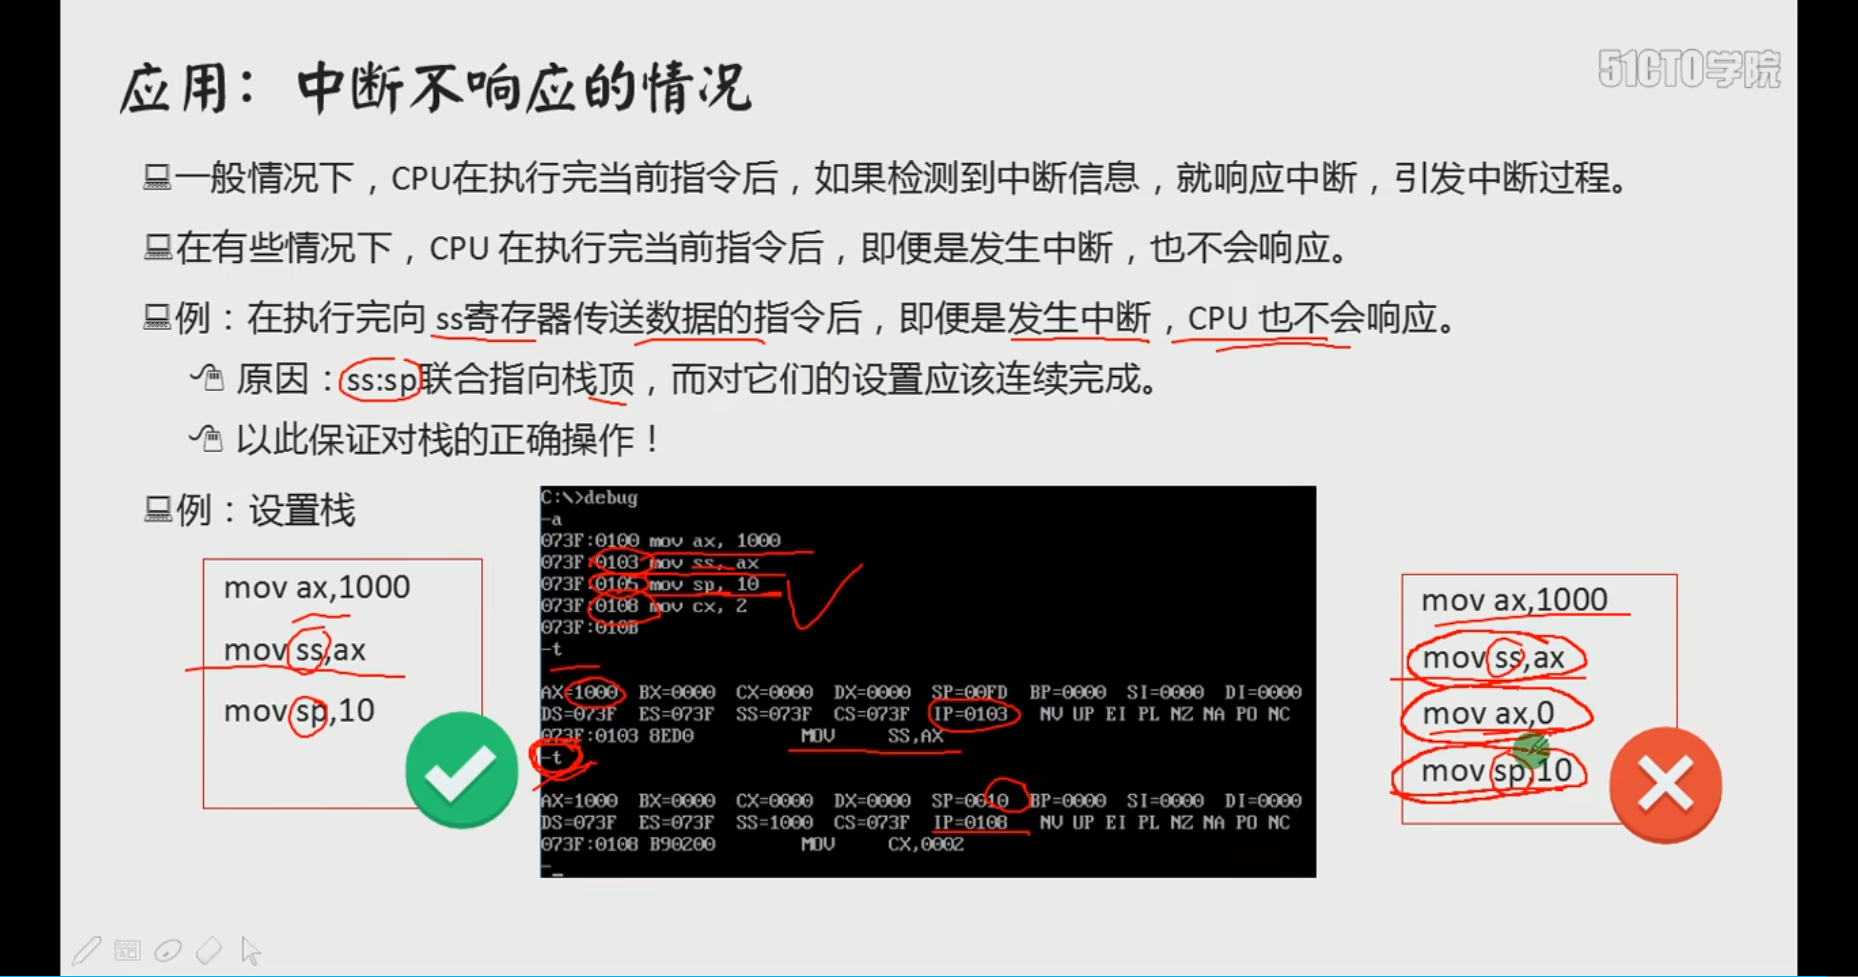 应用：中断不响应的情况
51CTO学院
一般情况下，CPU在执行完当前指令后，如果检测到中断信息，就响应中断，引发中断过程。
在有些情况下，CPU 在执行完当前指令后，即便是发生中断，也不会响应。
例：在执行完向 ss寄存器传送数据的指令后，即便是发生中断，CPU 也不会响应。
原因：ss:sp联合指向栈顶，而对它们的设置应该连续完成。
以此保证对栈的正确操作！
例：设置栈
mov ax,1000
mov ss,ax
mov sp,10
C:\>debug
-a
073F:0100 mov ax, 1000
073F:0103 mov ss, ax
073F:0105 mov sp, 10
073F:0108 mov cx, 2
073F:010B
-t
AX=1000 BX=0000 CX=0000 DX=0000 SP=00FD BP=0000 SI=0000 DI=0000
DS=073F ES=073F SS=073F CS=073F IP=0103 NV UP EI PL NZ NA PO NC
073F:0103 8ED0 MOV SS,AX
-t
AX=1000 BX=0000 CX=0000 DX=0000 SP=0010 BP=0000 SI=0000 DI=0000
DS=073F ES=073F SS=1000 CS=073F IP=0108 NV UP EI PL NZ NA PO NC
073F:0108 B90200 MOV CX,0002
-_
mov ax,1000
mov ss,ax
mov ax,0
mov sp,10